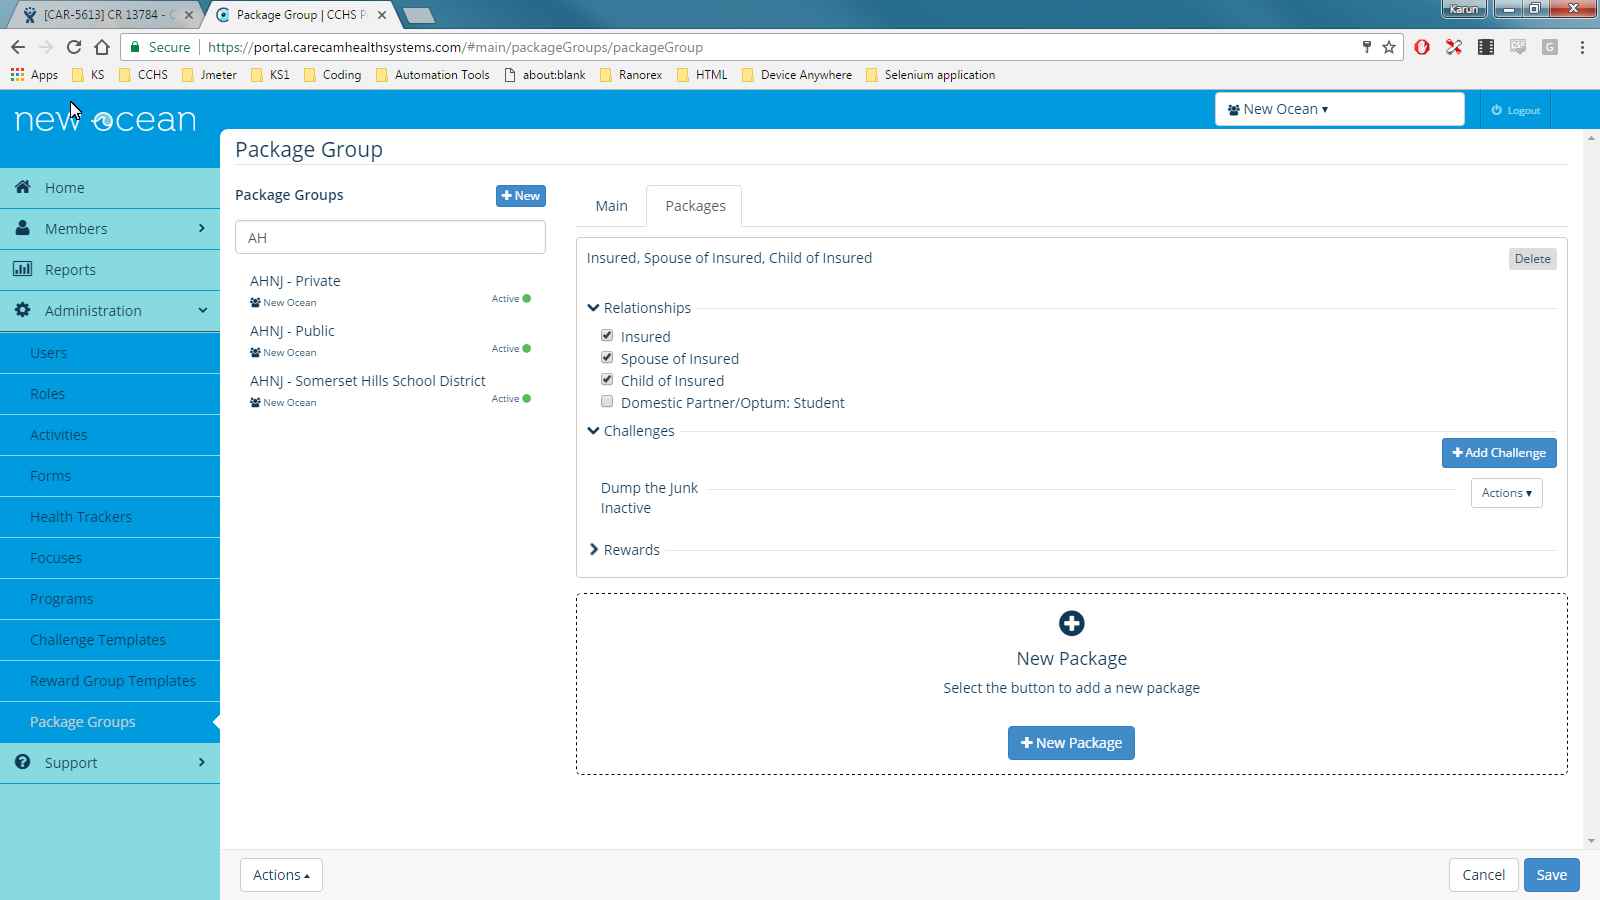 [CAR-5613] CR 13784 - C
Package Group | CCHS P
Karun
Secure
https://portal.carecamhealthsystems.com/#main/packageGroups/packageGroup
Apps
KS
CCHS
Jmeter
KS1
Coding
Automation Tools
about:blank
Ranorex
HTML
Device Anywhere
Selenium application
new ocean
New Ocean
Logout
Home
Members
Reports
Administration
Users
Roles
Activities
Forms
Health Trackers
Focuses
Programs
Challenge Templates
Reward Group Templates
Package Groups
Support
Package Group
Package Groups
New
AH
AHNJ - Private
New Ocean
Active
AHNJ - Public
New Ocean
Active
AHNJ - Somerset Hills School District
New Ocean
Active
Main
Packages
Insured, Spouse of Insured, Child of Insured
Delete
Relationships
Insured
Spouse of Insured
Child of Insured
Domestic Partner/Optum: Student
Challenges
Add Challenge
Dump the Junk
Inactive
Actions
Rewards
New Package
Select the button to add a new package
New Package
Actions
Cancel
Save